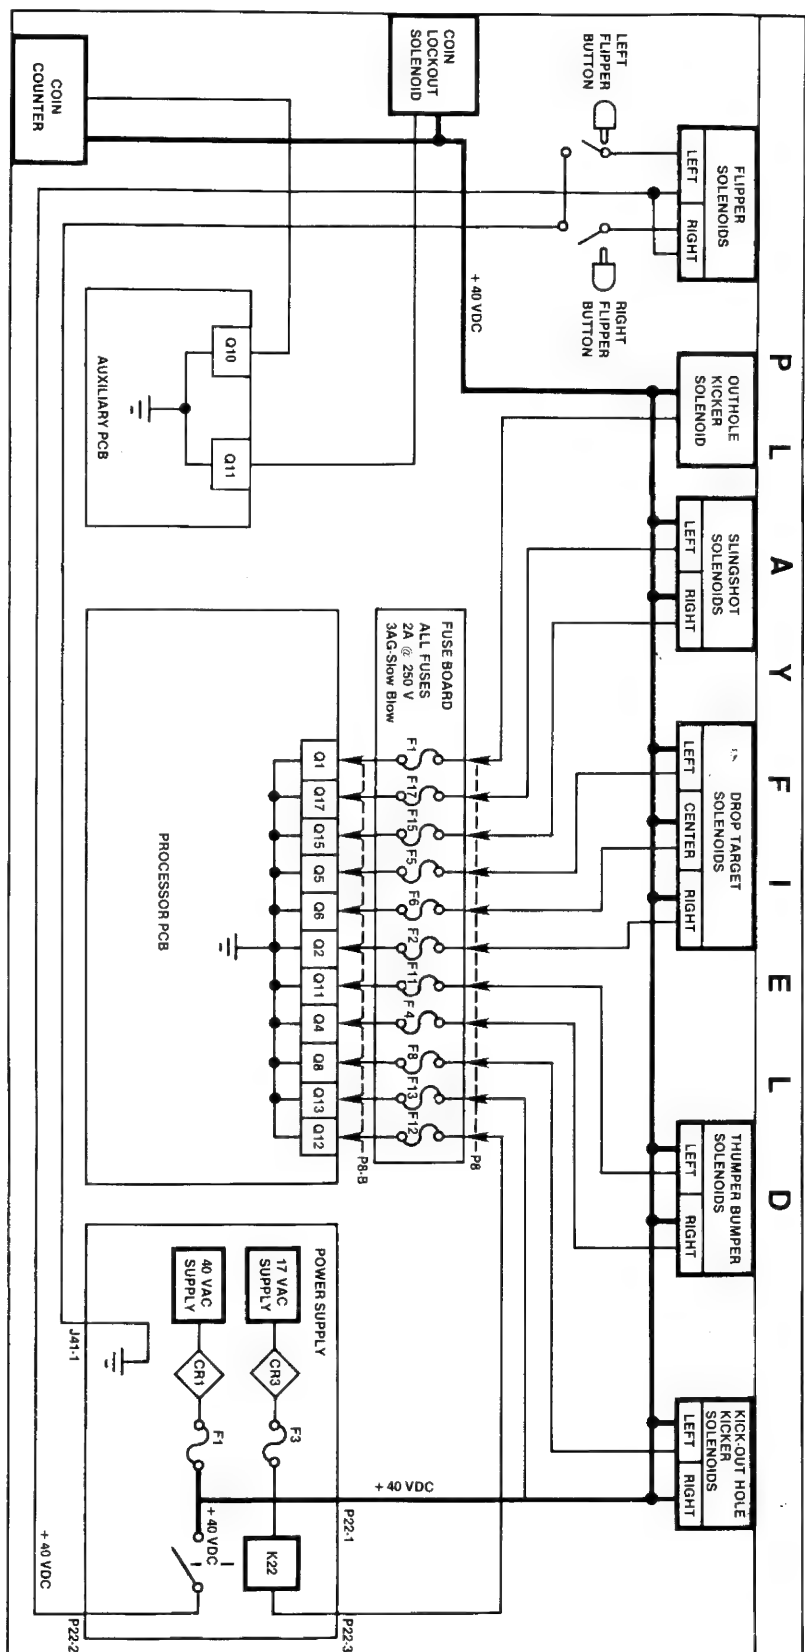 PLAYFIELD
FLIPPER
SOLENOIDS
LEFT
RIGHT
OUTHOLE
KICKER
SOLENOID
SLINGSHOT
SOLENOIDS
LEFT
RIGHT
DROP TARGET
SOLENOIDS
LEFT
CENTER
RIGHT
THUMPER BUMPER
SOLENOIDS
LEFT
RIGHT
KICK-OUT HOLE
KICKER
SOLENOIDS
LEFT
RIGHT
LEFT
FLIPPER
BUTTON
RIGHT
FLIPPER
BUTTON
COIN
LOCKOUT
SOLENOID
COIN
COUNTER
+ 40 VDC
Q10
Q11
AUXILIARY PCB
FUSE BOARD
ALL FUSES
2A @ 250 V
3AG-Slow Blow
F1
F17
F15
F5
F6
F2
F11
F4
F8
F13
F12
P8
P8-B
Q1
Q17
Q15
Q5
Q6
Q2
Q11
Q4
Q8
Q13
Q12
PROCESSOR PCB
POWER SUPPLY
17 VAC
SUPPLY
CR3
F3
K22
40 VAC
SUPPLY
CR1
F1
+ 40 VDC
+ 40 VDC
P22-1
P22-3
P22-2
J41-1
+ 40 VDC